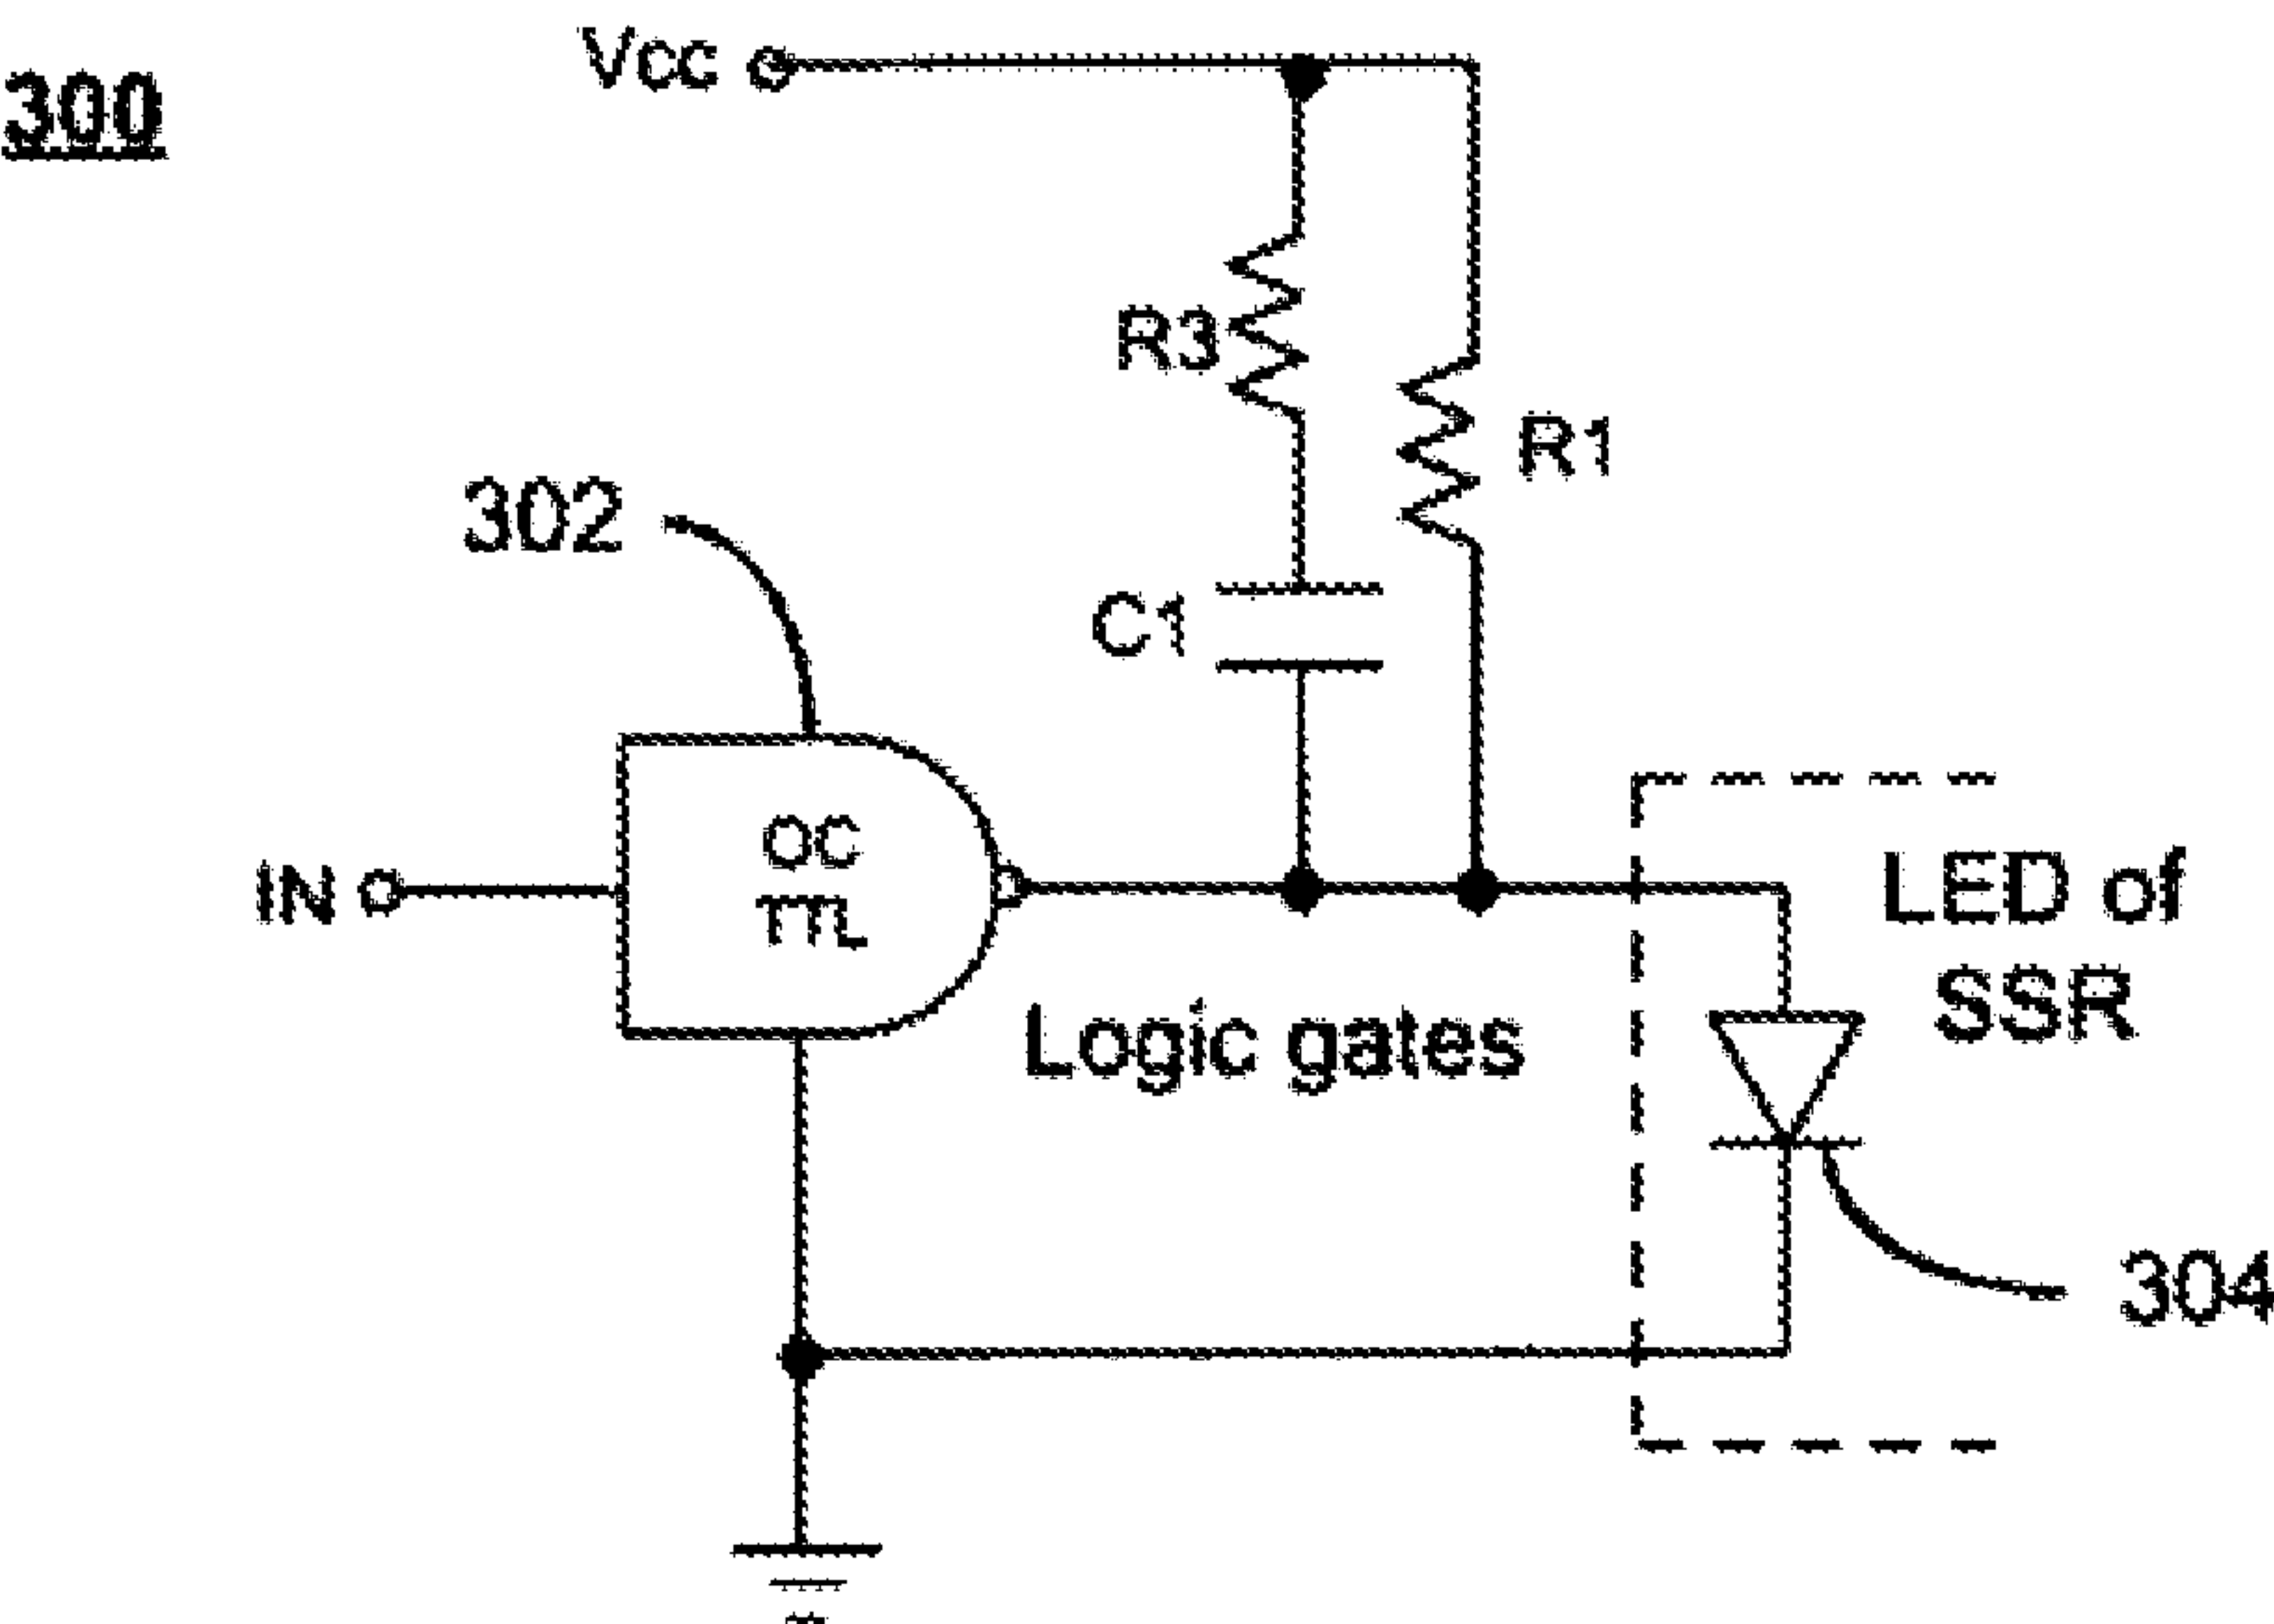 300
Vcc
R3
R1
302
C1
OC
TTL
IN
LED of
SSR
Logic gates
304